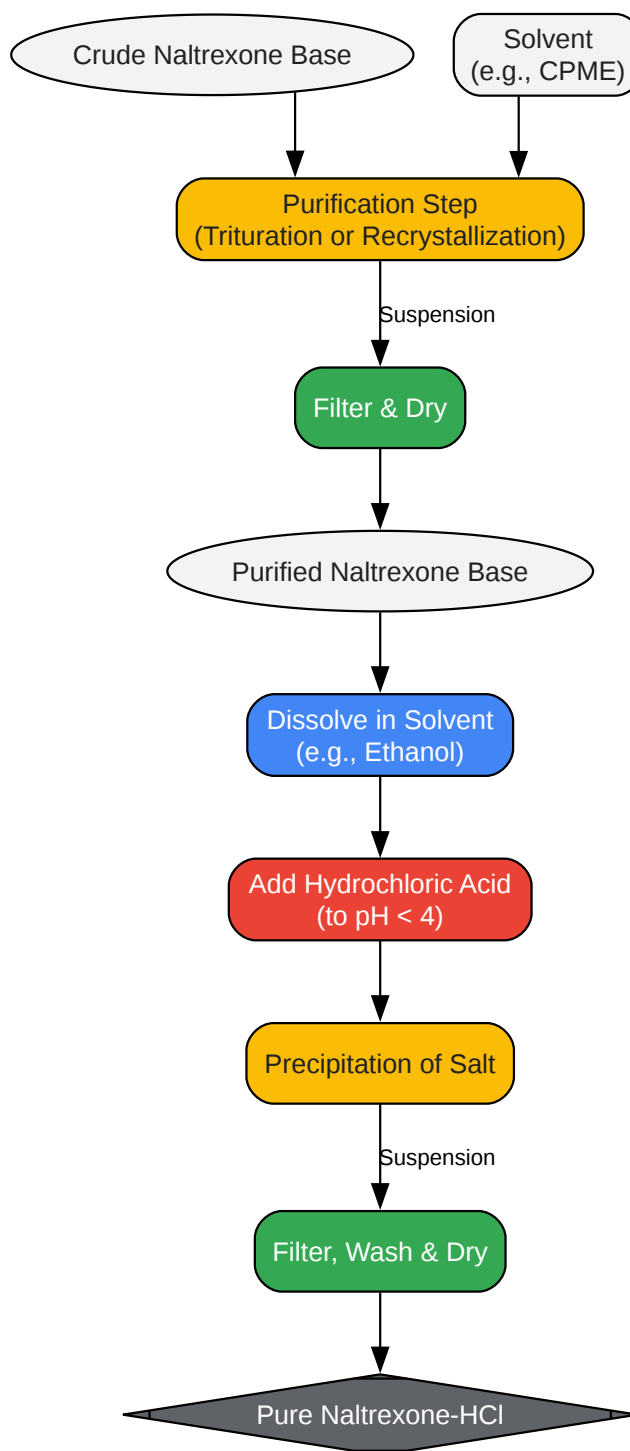 Crude Naltrexone Base
Solvent
(e.g., CPME)
Purification Step
(Trituration or Recrystallization)
Suspension
Filter & Dry
Purified Naltrexone Base
Dissolve in Solvent
(e.g., Ethanol)
Add Hydrochloric Acid
(to pH < 4)
Precipitation of Salt
Suspension
Filter, Wash & Dry
Pure Naltrexone-HCl